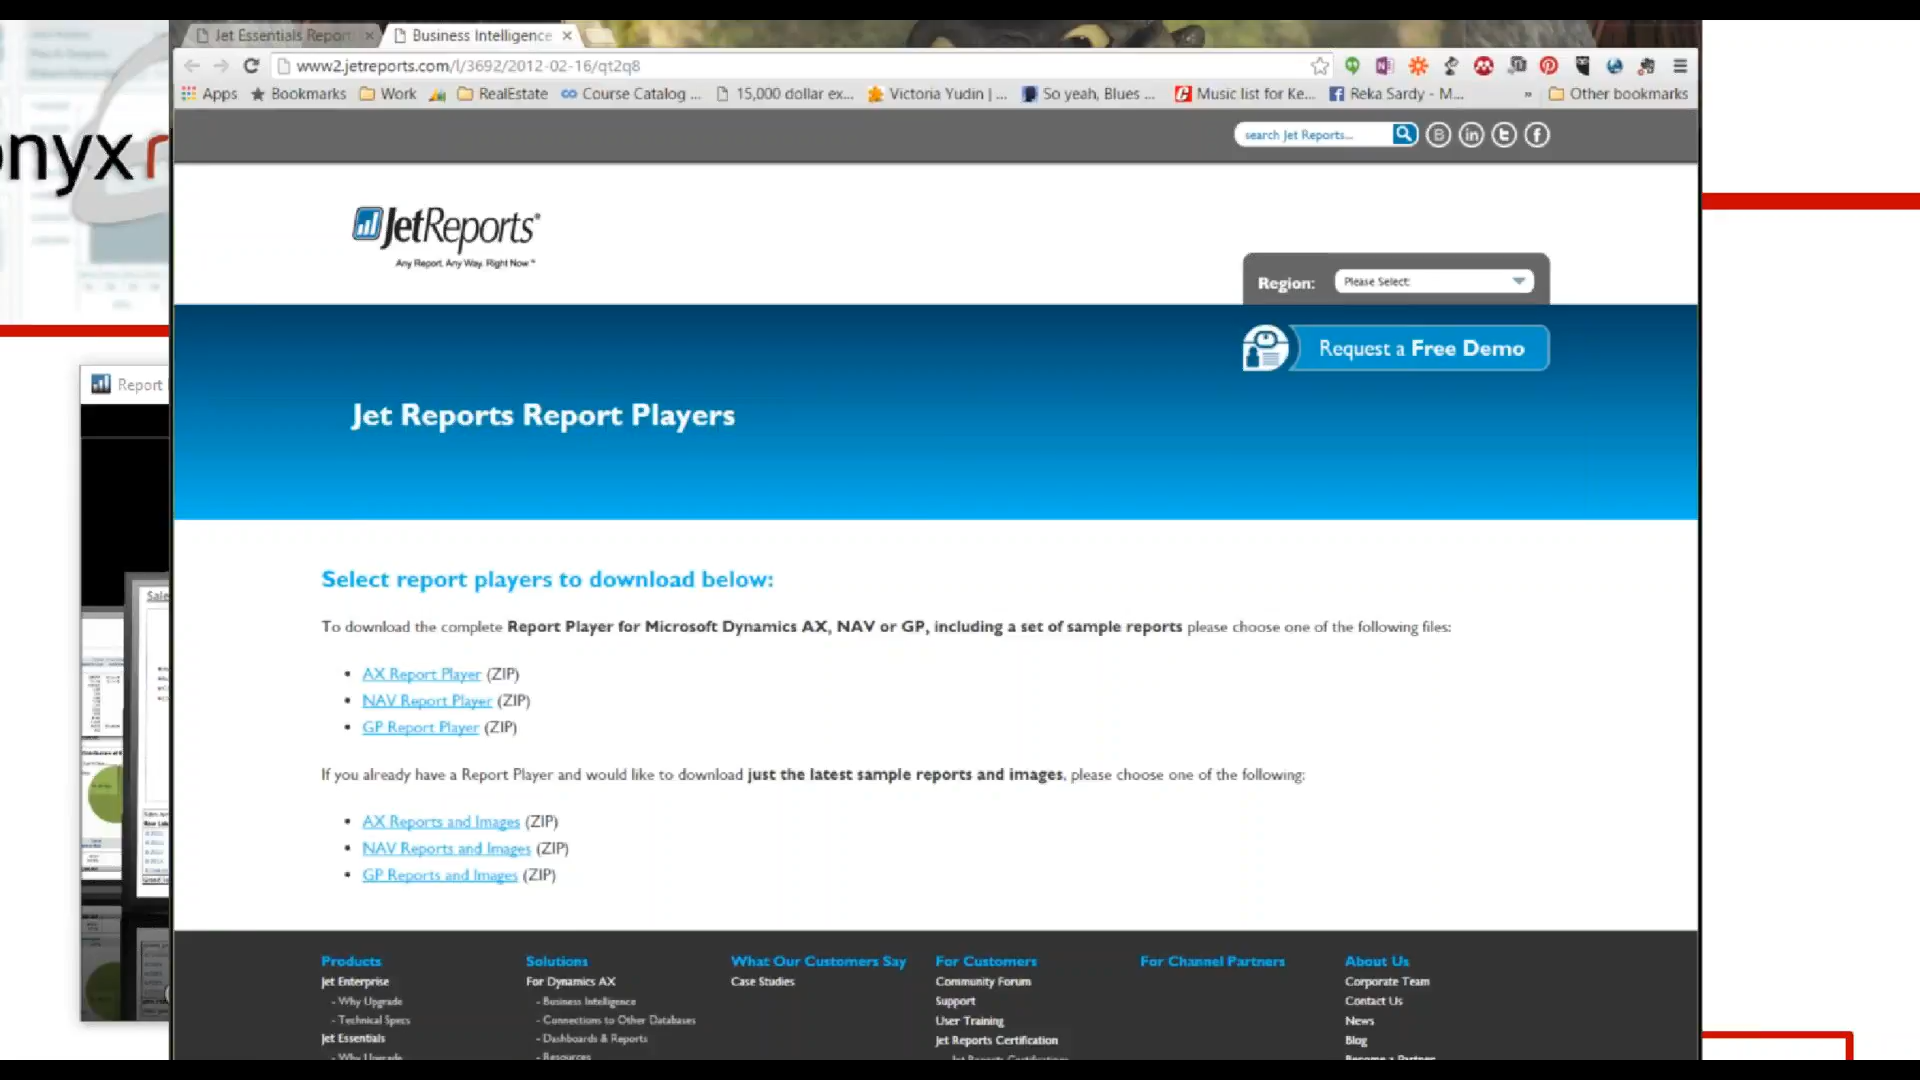 Jet Essentials Report
Business Intelligence
www2.jetreports.com/l/3692/2012-02-16/qt2q8
Apps
Bookmarks
Work
RealEstate
Course Catalog ...
15,000 dollar ex...
Victoria Yudin | ...
So yeah, Blues ...
Music list for Ke...
Reka Sardy - M...
»
Other bookmarks
search Jet Reports...
onyx
JetReports®
Any Report. Any Way. Right Now™
Region:
Please Select:
Request a Free Demo
Report
Jet Reports Report Players
Select report players to download below:
To download the complete Report Player for Microsoft Dynamics AX, NAV or GP, including a set of sample reports please choose one of the following files:
• AX Report Player (ZIP)
• NAV Report Player (ZIP)
• GP Report Player (ZIP)
If you already have a Report Player and would like to download just the latest sample reports and images, please choose one of the following:
• AX Reports and Images (ZIP)
• NAV Reports and Images (ZIP)
• GP Reports and Images (ZIP)
Products
Jet Enterprise
- Why Upgrade
- Technical Specs
Jet Essentials
- Why Upgrade
Solutions
For Dynamics AX
- Business Intelligence
- Connections to Other Databases
- Dashboards & Reports
- Resources
What Our Customers Say
Case Studies
For Customers
Community Forum
Support
User Training
Jet Reports Certification
For Channel Partners
About Us
Corporate Team
Contact Us
News
Blog
Become a Partner